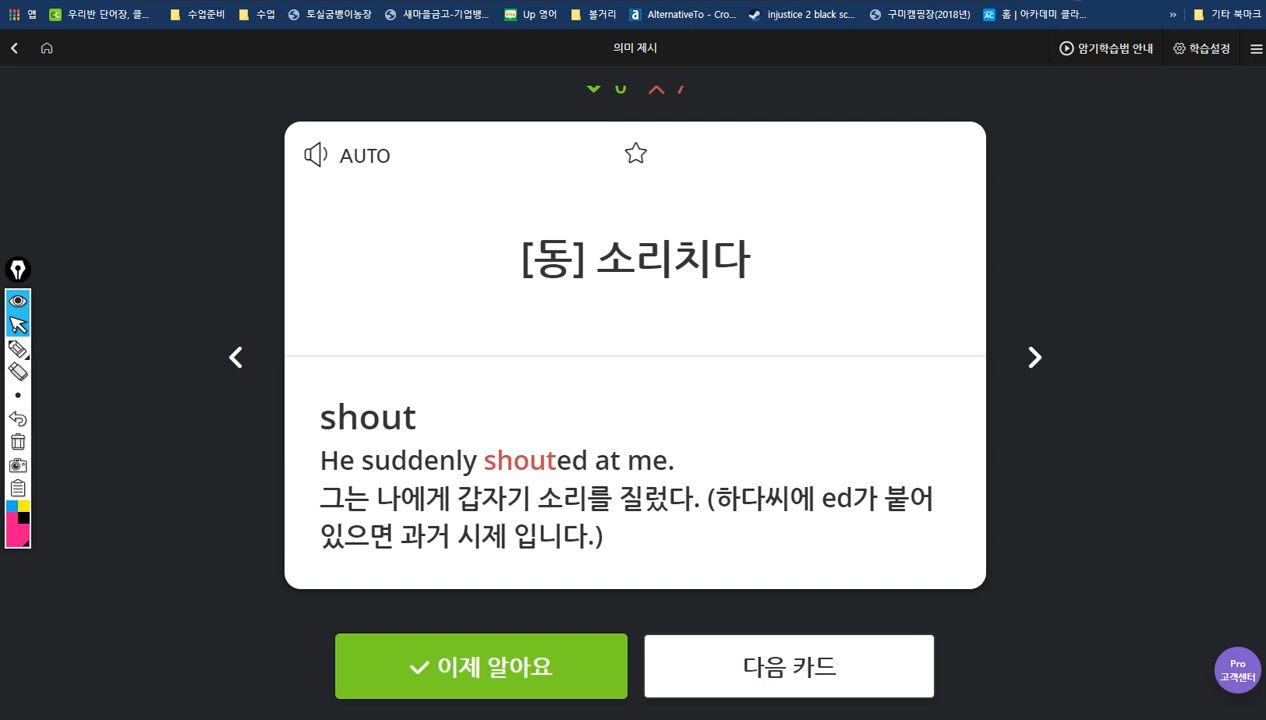 앱 우리반 단어장, 클... 수업준비 수업 토실굼벵이농장 새마을금고-기업뱅... Up 영어 볼거리 AlternativeTo - Cro... injustice 2 black sc... 구미캠핑장(2018년) 홈 | 아카데미 클라... » 기타 북마크
의미 제시 암기학습법 안내 학습설정
AUTO
[동] 소리치다
shout
He suddenly shouted at me.
그는 나에게 갑자기 소리를 질렀다. (하다씨에 ed가 붙어
있으면 과거 시제 입니다.)
이제 알아요 다음 카드
Pro
고객센터